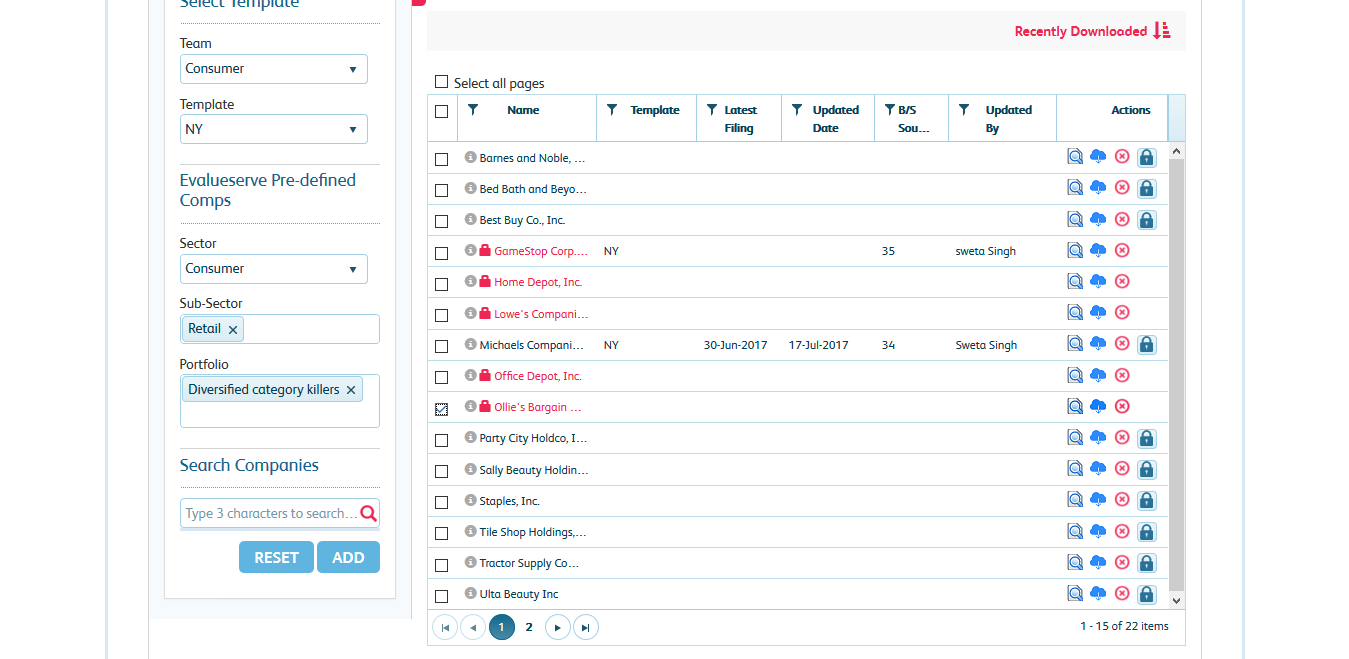 Select Template
Team
Consumer
Template
NY
Evalueserve Pre-defined
Comps
Sector
Consumer
Sub-Sector
Retail
Portfolio
Diversified category killers
Search Companies
Type 3 characters to search...
RESET ADD
Recently Downloaded
Select all pages
Name Template Latest Filing Updated Date B/S Sou... Updated By Actions
Barnes and Noble, ...
Bed Bath and Beyo...
Best Buy Co., Inc.
GameStop Corp.... NY 35 sweta Singh
Home Depot, Inc.
Lowe's Compani...
Michaels Compani... NY 30-Jun-2017 17-Jul-2017 34 Sweta Singh
Office Depot, Inc.
Ollie's Bargain ...
Party City Holdco, I...
Sally Beauty Holdin...
Staples, Inc.
Tile Shop Holdings,...
Tractor Supply Co...
Ulta Beauty Inc
1 2
1 - 15 of 22 items